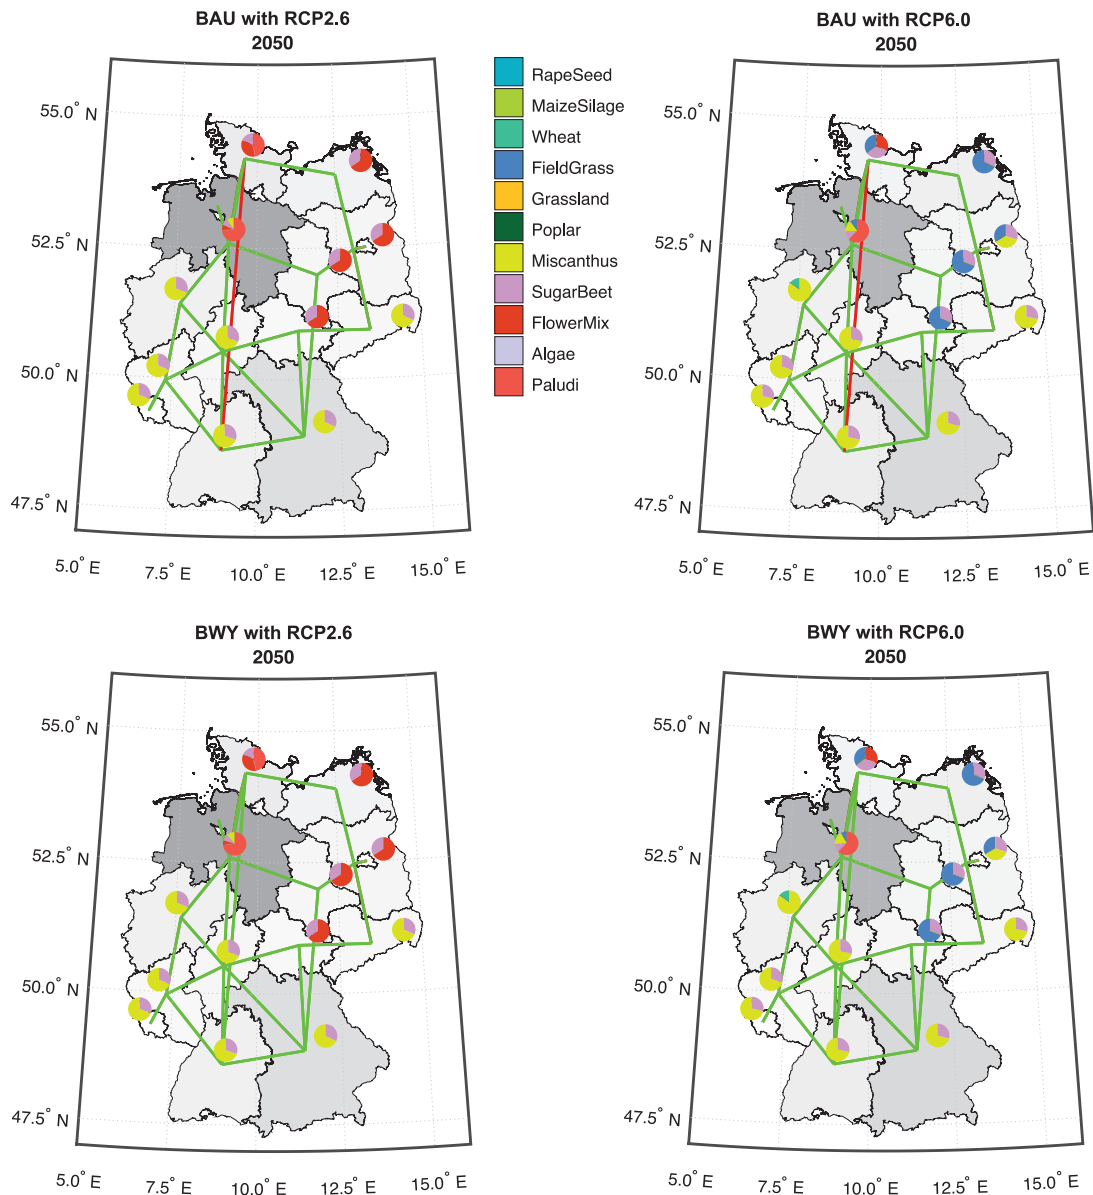 BAU with RCP2.6
2050
55.0° N
52.5° N
50.0° N
47.5° N
5.0° E
7.5° E
10.0° E
12.5° E
15.0° E
RapeSeed
MaizeSilage
Wheat
FieldGrass
Grassland
Poplar
Miscanthus
SugarBeet
FlowerMix
Algae
Paludi
BAU with RCP6.0
2050
55.0° N
52.5° N
50.0° N
47.5° N
5.0° E
7.5° E
10.0° E
12.5° E
15.0° E
BWY with RCP2.6
2050
55.0° N
52.5° N
50.0° N
47.5° N
5.0° E
7.5° E
10.0° E
12.5° E
15.0° E
BWY with RCP6.0
2050
55.0° N
52.5° N
50.0° N
47.5° N
5.0° E
7.5° E
10.0° E
12.5° E
15.0° E